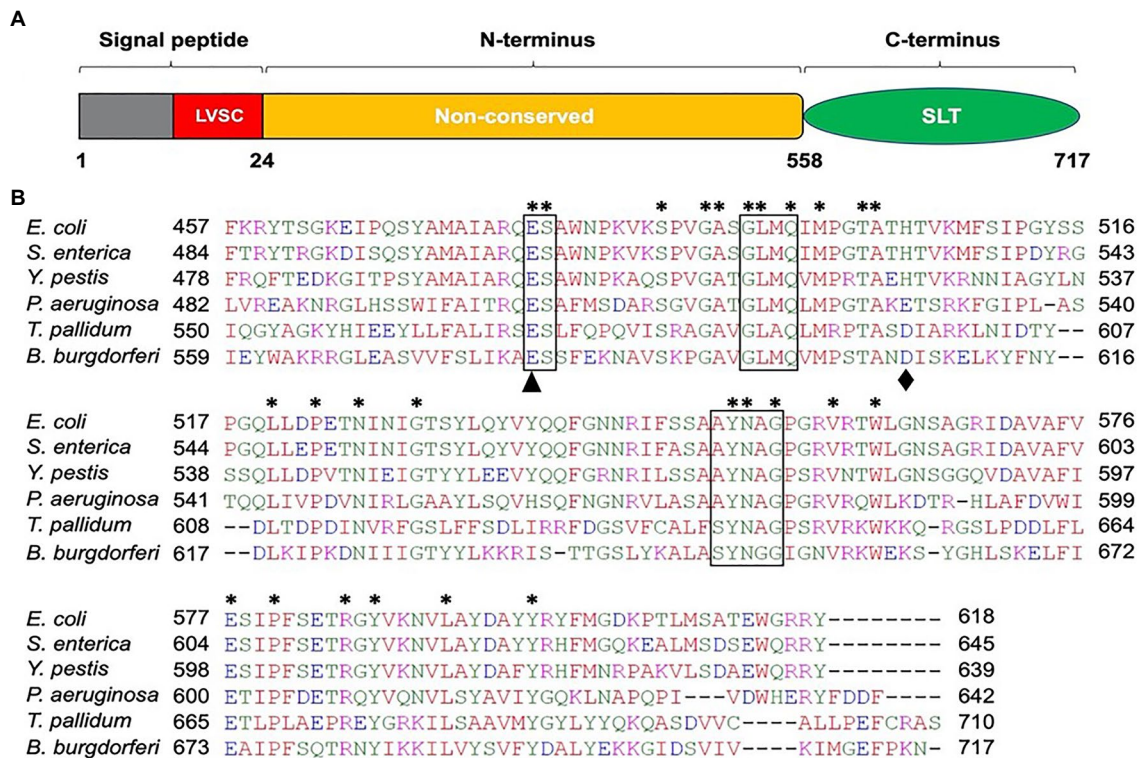 A
Signal peptide N-terminus C-terminus
LVSC Non-conserved SLT
1 24 558 717
B
** * ** ** * * **
E. coli 457 FKRYTSGKEIPQSYAMAIARQESAWNPKVKSPVGASGLMQIMPGTATHTVKMFSIPGYSS 516
S. enterica 484 FTRYTRGKDISQSYAMAIARQESAWNPKVKSPVGASGLMQIMPGTATHTVKMFSIPDYRG 543
Y. pestis 478 FRQFTEDKGITPSYAMAIARQESAWNPKAQSPVGASGLMQVMPRTAEHTVKRNNIAGYLN 537
P. aeruginosa 482 LVREAKNRGLHSSWIFAITRQESAFMSDARSGVGATGLMQLMPGTAKETSRKFGIPL-AS 540
T. pallidum 550 IQGYAGKYHIEEYLLFALIRSESLFQPQVISRAGAVGLAQLMRPTASDIARKLNIDTY-- 607
B. burgdorferi 559 IEYWAKRRGLEASVVFSLIKAESSFEKNAVSKPGAVGLMQVMPSTANDISKELKYFNY-- 616
* * * * ** * * *
E. coli 517 PGQLLDPETNINIGTSYLQYVYQQFGNNRIFSSAAYNAGPGRVRTWLGNSAGRIDAVAFV 576
S. enterica 544 PGQLLEPETNINIGTSYLQYVYQQFGNNRIFSSAAYNAGPGRVRTWLGNSAGRIDAVAFV 603
Y. pestis 538 SSQLLDPVTNIEIGTYYLEEVYQQFGRNRILSSAAYNAGPSRVNTWLGNSGGQVDAVAFI 597
P. aeruginosa 541 TQQLIVPDVNIRLGAAYLSQVHSQFNGNRVLASAAYNAGPGRVRQWLKDTR-HLAFDVWI 599
T. pallidum 608 --DLTDPDINVRFGSLFFSDLIRRFDGSVFCALFSYNAGPSRVRKWKKQ-RGSLPDDLFL 664
B. burgdorferi 617 --DLKIPKDNIIIGTYYLKKRIS-TTGSLYKALASYNGGIGNVRKWEKS-YGHLSKELFI 672
* * * * * *
E. coli 577 ESIPFSETRGYVKNVLAYDAYYRYFMGDKPTLMSATEWGRRY-------- 618
S. enterica 604 ESIPFSETRGYVKNVLAYDAYYRHFMGQKEALMSDSEWQRRY-------- 645
Y. pestis 598 ESIPFSETRGYVKNVLAYDAFYRHFMNRPAKVLSDAEWQRRY-------- 639
P. aeruginosa 600 ETIPFDETRQYVQNVLSYAVIYGQKLNAPQPI---VDWHERYFDDF---- 642
T. pallidum 665 ETLPLAEPREYGRKILSAAVMYGYLYYQKQASDVVC----ALLPEFCRAS 710
B. burgdorferi 673 EAIPFSQTRNYIKKILVYSVFYDALYEKKGIDSVIV----KIMGEFPKN- 717